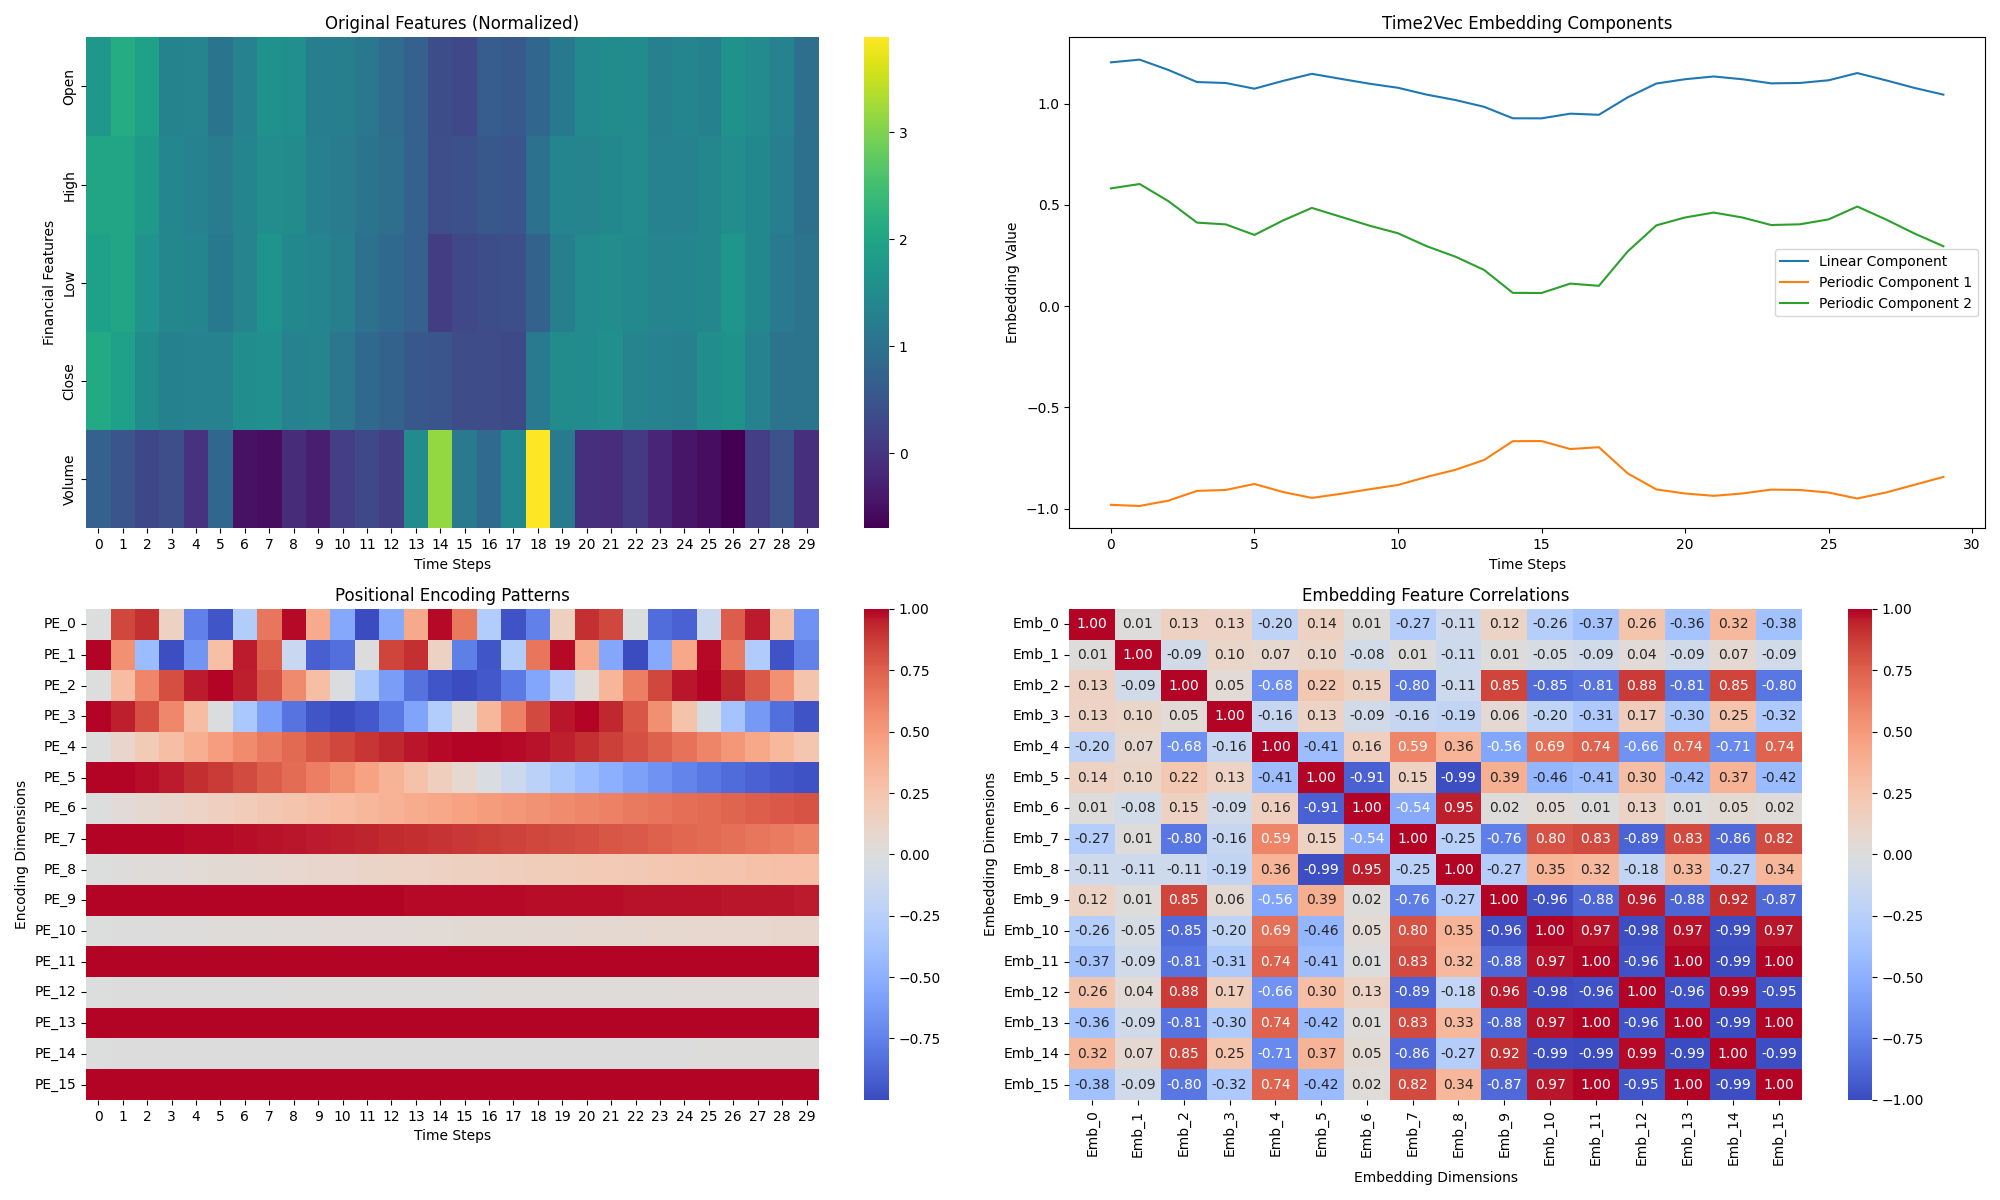 Original Features (Normalized)
Financial Features
Open
High
Low
Close
Volume
0 1 2 3 4 5 6 7 8 9 10 11 12 13 14 15 16 17 18 19 20 21 22 23 24 25 26 27 28 29
Time Steps
3
2
1
0
Time2Vec Embedding Components
Embedding Value
1.0
0.5
0.0
−0.5
−1.0
Linear Component
Periodic Component 1
Periodic Component 2
0 5 10 15 20 25 30
Time Steps
Positional Encoding Patterns
Encoding Dimensions
PE_0
PE_1
PE_2
PE_3
PE_4
PE_5
PE_6
PE_7
PE_8
PE_9
PE_10
PE_11
PE_12
PE_13
PE_14
PE_15
0 1 2 3 4 5 6 7 8 9 10 11 12 13 14 15 16 17 18 19 20 21 22 23 24 25 26 27 28 29
Time Steps
1.00
0.75
0.50
0.25
0.00
−0.25
−0.50
−0.75
Embedding Feature Correlations
Embedding Dimensions
Emb_0 1.00 0.01 0.13 0.13 -0.20 0.14 0.01 -0.27 -0.11 0.12 -0.26 -0.37 0.26 -0.36 0.32 -0.38
Emb_1 0.01 1.00 -0.09 0.10 0.07 0.10 -0.08 0.01 -0.11 0.01 -0.05 -0.09 0.04 -0.09 0.07 -0.09
Emb_2 0.13 -0.09 1.00 0.05 -0.68 0.22 0.15 -0.80 -0.11 0.85 -0.85 -0.81 0.88 -0.81 0.85 -0.80
Emb_3 0.13 0.10 0.05 1.00 -0.16 0.13 -0.09 -0.16 -0.19 0.06 -0.20 -0.31 0.17 -0.30 0.25 -0.32
Emb_4 -0.20 0.07 -0.68 -0.16 1.00 -0.41 0.16 0.59 0.36 -0.56 0.69 0.74 -0.66 0.74 -0.71 0.74
Emb_5 0.14 0.10 0.22 0.13 -0.41 1.00 -0.91 0.15 -0.99 0.39 -0.46 -0.41 0.30 -0.42 0.37 -0.42
Emb_6 0.01 -0.08 0.15 -0.09 0.16 -0.91 1.00 -0.54 0.95 0.02 0.05 0.01 0.13 0.01 0.05 0.02
Emb_7 -0.27 0.01 -0.80 -0.16 0.59 0.15 -0.54 1.00 -0.25 -0.76 0.80 0.83 -0.89 0.83 -0.86 0.82
Emb_8 -0.11 -0.11 -0.11 -0.19 0.36 -0.99 0.95 -0.25 1.00 -0.27 0.35 0.32 -0.18 0.33 -0.27 0.34
Emb_9 0.12 0.01 0.85 0.06 -0.56 0.39 0.02 -0.76 -0.27 1.00 -0.96 -0.88 0.96 -0.88 0.92 -0.87
Emb_10 -0.26 -0.05 -0.85 -0.20 0.69 -0.46 0.05 0.80 0.35 -0.96 1.00 0.97 -0.98 0.97 -0.99 0.97
Emb_11 -0.37 -0.09 -0.81 -0.31 0.74 -0.41 0.01 0.83 0.32 -0.88 0.97 1.00 -0.96 1.00 -0.99 1.00
Emb_12 0.26 0.04 0.88 0.17 -0.66 0.30 0.13 -0.89 -0.18 0.96 -0.98 -0.96 1.00 -0.96 0.99 -0.95
Emb_13 -0.36 -0.09 -0.81 -0.30 0.74 -0.42 0.01 0.83 0.33 -0.88 0.97 1.00 -0.96 1.00 -0.99 1.00
Emb_14 0.32 0.07 0.85 0.25 -0.71 0.37 0.05 -0.86 -0.27 0.92 -0.99 -0.99 0.99 -0.99 1.00 -0.99
Emb_15 -0.38 -0.09 -0.80 -0.32 0.74 -0.42 0.02 0.82 0.34 -0.87 0.97 1.00 -0.95 1.00 -0.99 1.00
Emb_0 Emb_1 Emb_2 Emb_3 Emb_4 Emb_5 Emb_6 Emb_7 Emb_8 Emb_9 Emb_10 Emb_11 Emb_12 Emb_13 Emb_14 Emb_15
Embedding Dimensions
1.00
0.75
0.50
0.25
0.00
−0.25
−0.50
−0.75
−1.00